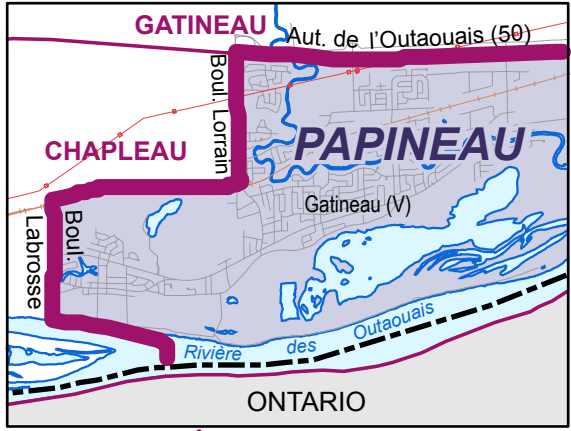 GATINEAU
Aut. de l'Outaouais (50)
Boul. Lorrain
CHAPLEAU
PAPINEAU
Gatineau (V)
Boul.
Labrosse
Rivière des Outaouais
ONTARIO